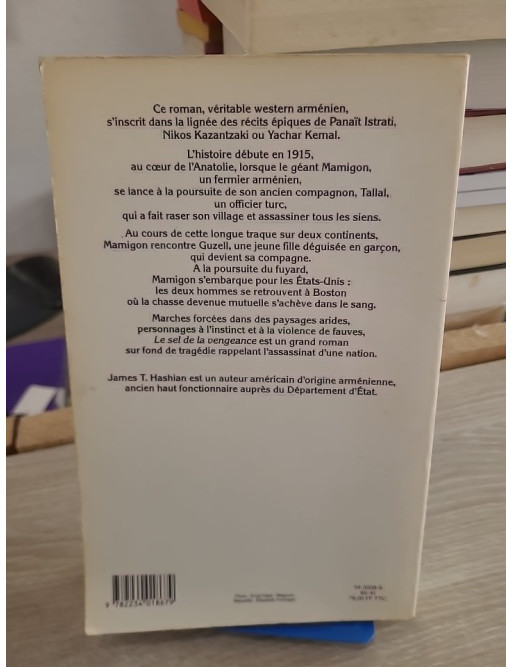 Ce roman, véritable western arménien,
s'inscrit dans la lignée des récits épiques de Panaït Istrati,
Nikos Kazantzaki ou Yachar Kemal.
L'histoire débute en 1915,
au cœur de l'Anatolie, lorsque le géant Mamigon,
un fermier arménien,
se lance à la poursuite de son ancien compagnon, Tallal,
un officier turc,
qui a fait raser son village et assassiner tous les siens.
Au cours de cette longue traque sur deux continents,
Mamigon rencontre Guzell, une jeune fille déguisée en garçon,
qui devient sa compagne.
A la poursuite du fuyard,
Mamigon s'embarque pour les États-Unis :
les deux hommes se retrouvent à Boston
où la chasse devenue mutuelle s'achève dans le sang.
Marches forcées dans des paysages arides,
personnages à l'instinct et à la violence de fauves,
Le sel de la vengeance est un grand roman
sur fond de tragédie rappelant l'assassinat d'une nation.
James T. Hashian est un auteur américain d'origine arménienne,
ancien haut fonctionnaire auprès du Département d'État.
9 782234 018679